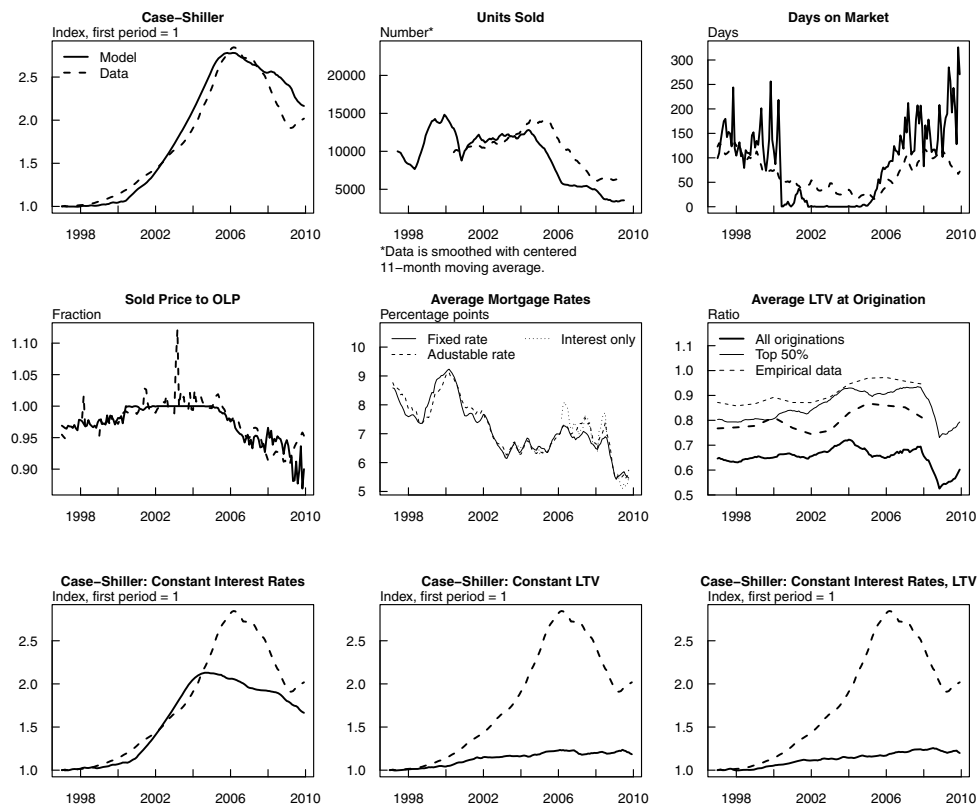 Case−Shiller
Index, first period = 1
Model
Data
2.5
2.0
1.5
1.0
1998 2002 2006 2010
Units Sold
Number*
20000
15000
10000
5000
1998 2002 2006 2010
*Data is smoothed with centered
11−month moving average.
Days on Market
Days
300
250
200
150
100
50
0
1998 2002 2006 2010
Sold Price to OLP
Fraction
1.10
1.05
1.00
0.95
0.90
1998 2002 2006 2010
Average Mortgage Rates
Percentage points
Fixed rate
Adustable rate
Interest only
10
9
8
7
6
5
1998 2002 2006 2010
Average LTV at Origination
Ratio
All originations
Top 50%
Empirical data
1.1
1.0
0.9
0.8
0.7
0.6
0.5
1998 2002 2006 2010
Case−Shiller: Constant Interest Rates
Index, first period = 1
2.5
2.0
1.5
1.0
1998 2002 2006 2010
Case−Shiller: Constant LTV
Index, first period = 1
2.5
2.0
1.5
1.0
1998 2002 2006 2010
Case−Shiller: Constant Interest Rates, LTV
Index, first period = 1
2.5
2.0
1.5
1.0
1998 2002 2006 2010